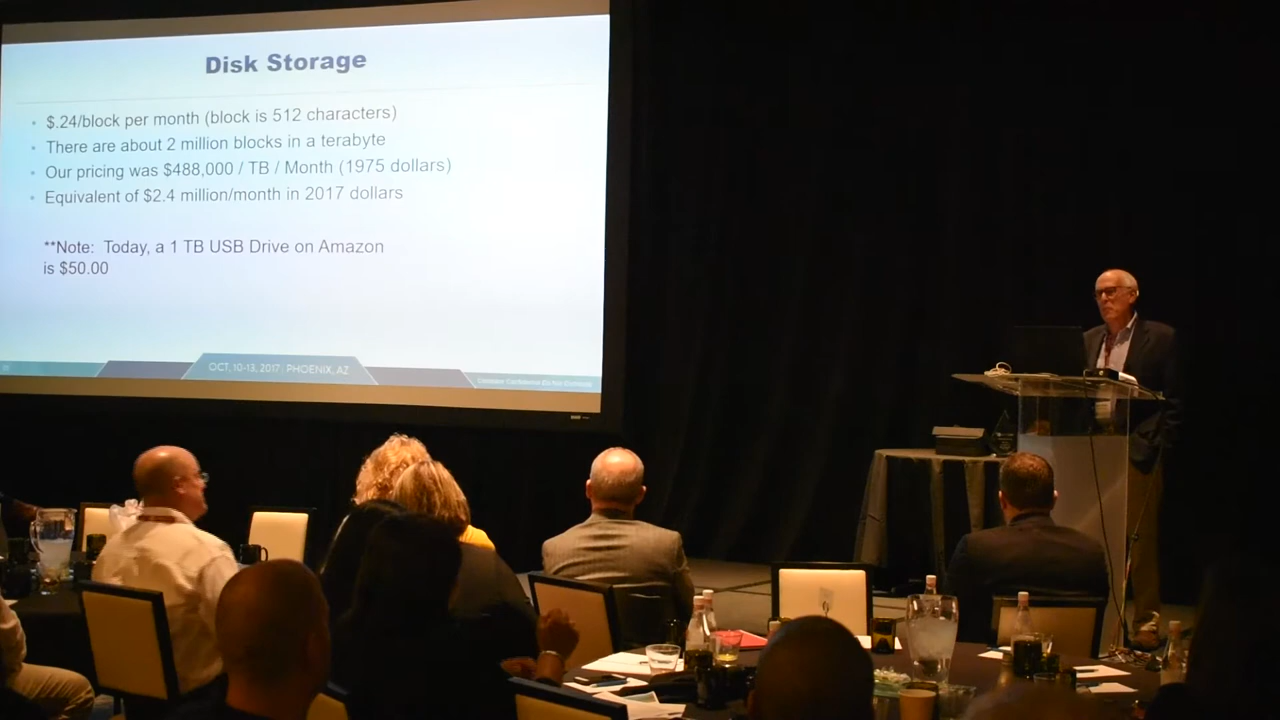 Disk Storage
$.24/block per month (block is 512 characters)
There are about 2 million blocks in a terabyte
Our pricing was $488,000 / TB / Month (1975 dollars)
Equivalent of $2.4 million/month in 2017 dollars
**Note: Today, a 1 TB USB Drive on Amazon
is $50.00
OCT, 10-13, 2017 | PHOENIX, AZ